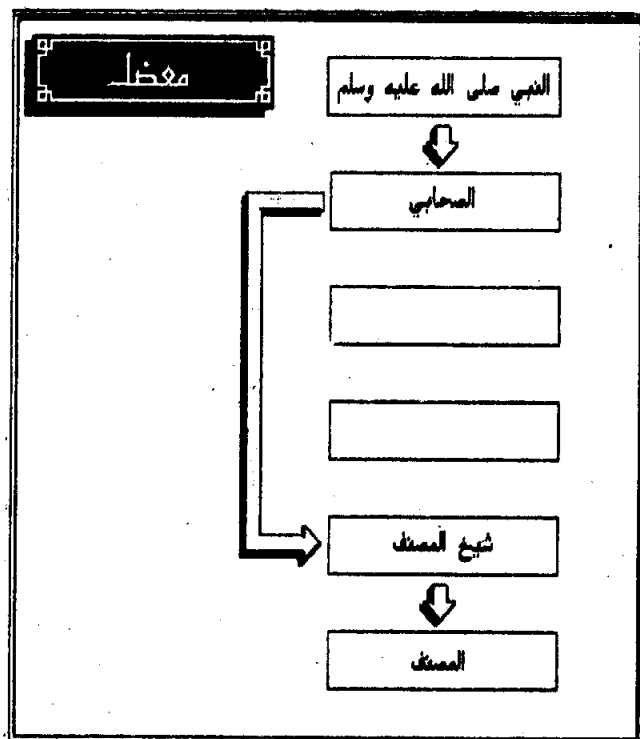 معضل
النبي صلى الله عليه وسلم
الصحابي
شيخ المصنف
المصنف